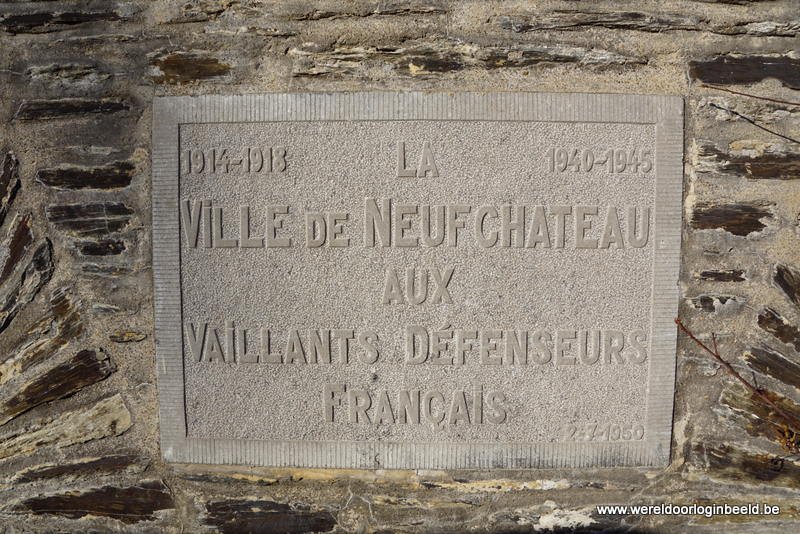 1914-1918 LA 1940-1945
VILLE DE NEUFCHATEAU
AUX
VAILLANTS DÉFENSEURS
FRANÇAIS
2-7-1950
www.wereldoorloginbeeld.be